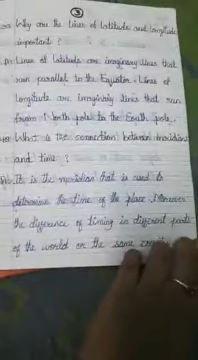 3
Why are the lines of latitude and longitude
important ?
Lines of latitude are imaginary lines that
run parallel to the Equator. Lines of
longitude are imaginary lines that run
from North pole to the South pole.
What is the connection between meridians
and time ?
It is the meridian that is used to
determine the time of the place. Moreover
the difference of timing in different parts
of the world on the same